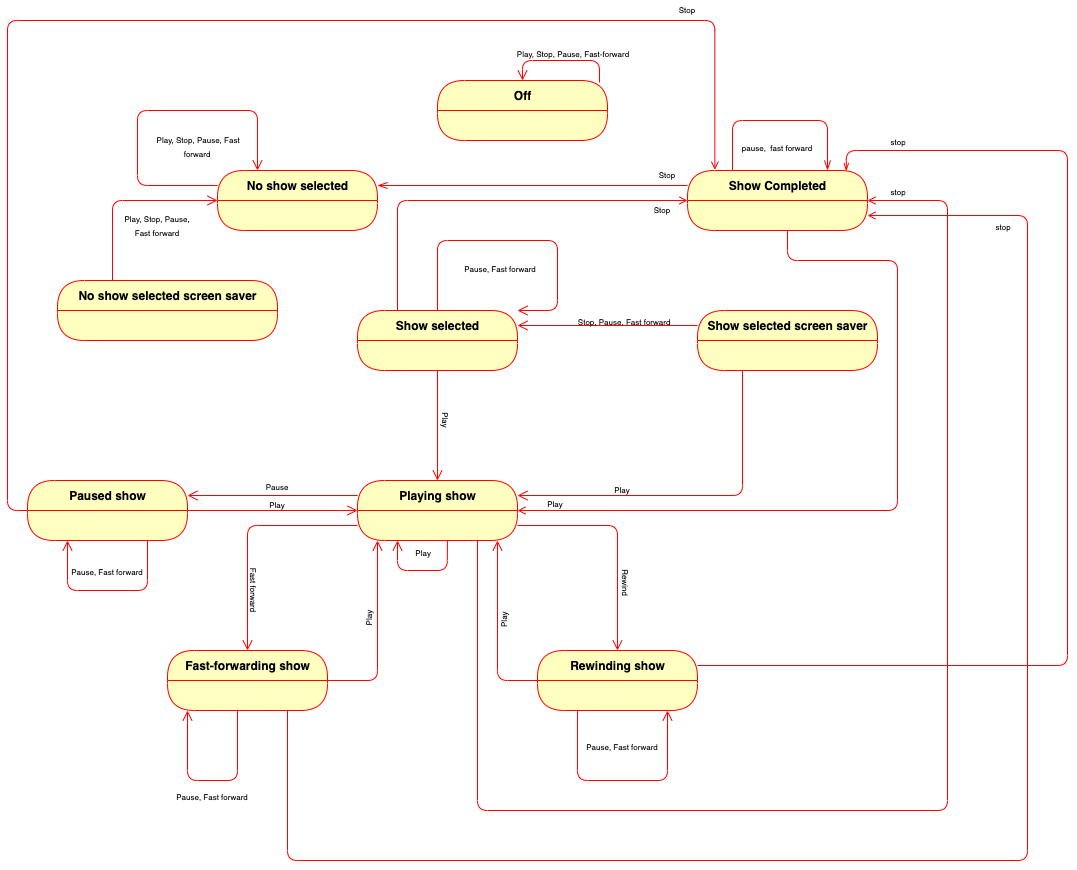 Stop
Play, Stop, Pause, Fast-forward
Off
Play, Stop, Pause, Fast
forward
pause,  fast forward
stop
No show selected
Stop
Show Completed
stop
Stop
Play, Stop, Pause,
Fast forward
stop
Pause, Fast forward
No show selected screen saver
Show selected
Stop, Pause, Fast forward
Show selected screen saver
Play
Paused show
Pause
Playing show
Play
Play
Play
Pause, Fast forward
Play
Fast forward
Play
Play
Rewind
Fast-forwarding show
Rewinding show
Pause, Fast forward
Pause, Fast forward